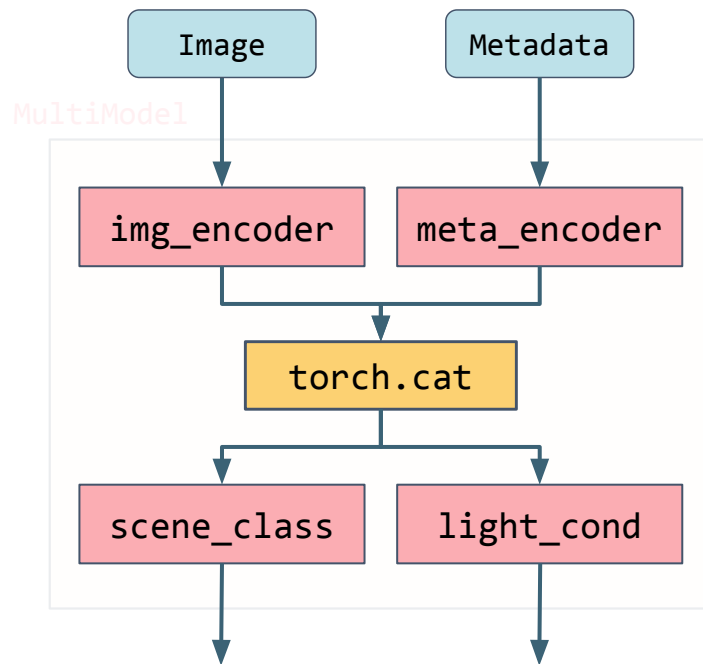 Image
Metadata
MultiModel
img_encoder
meta_encoder
torch.cat
scene_class
light_cond